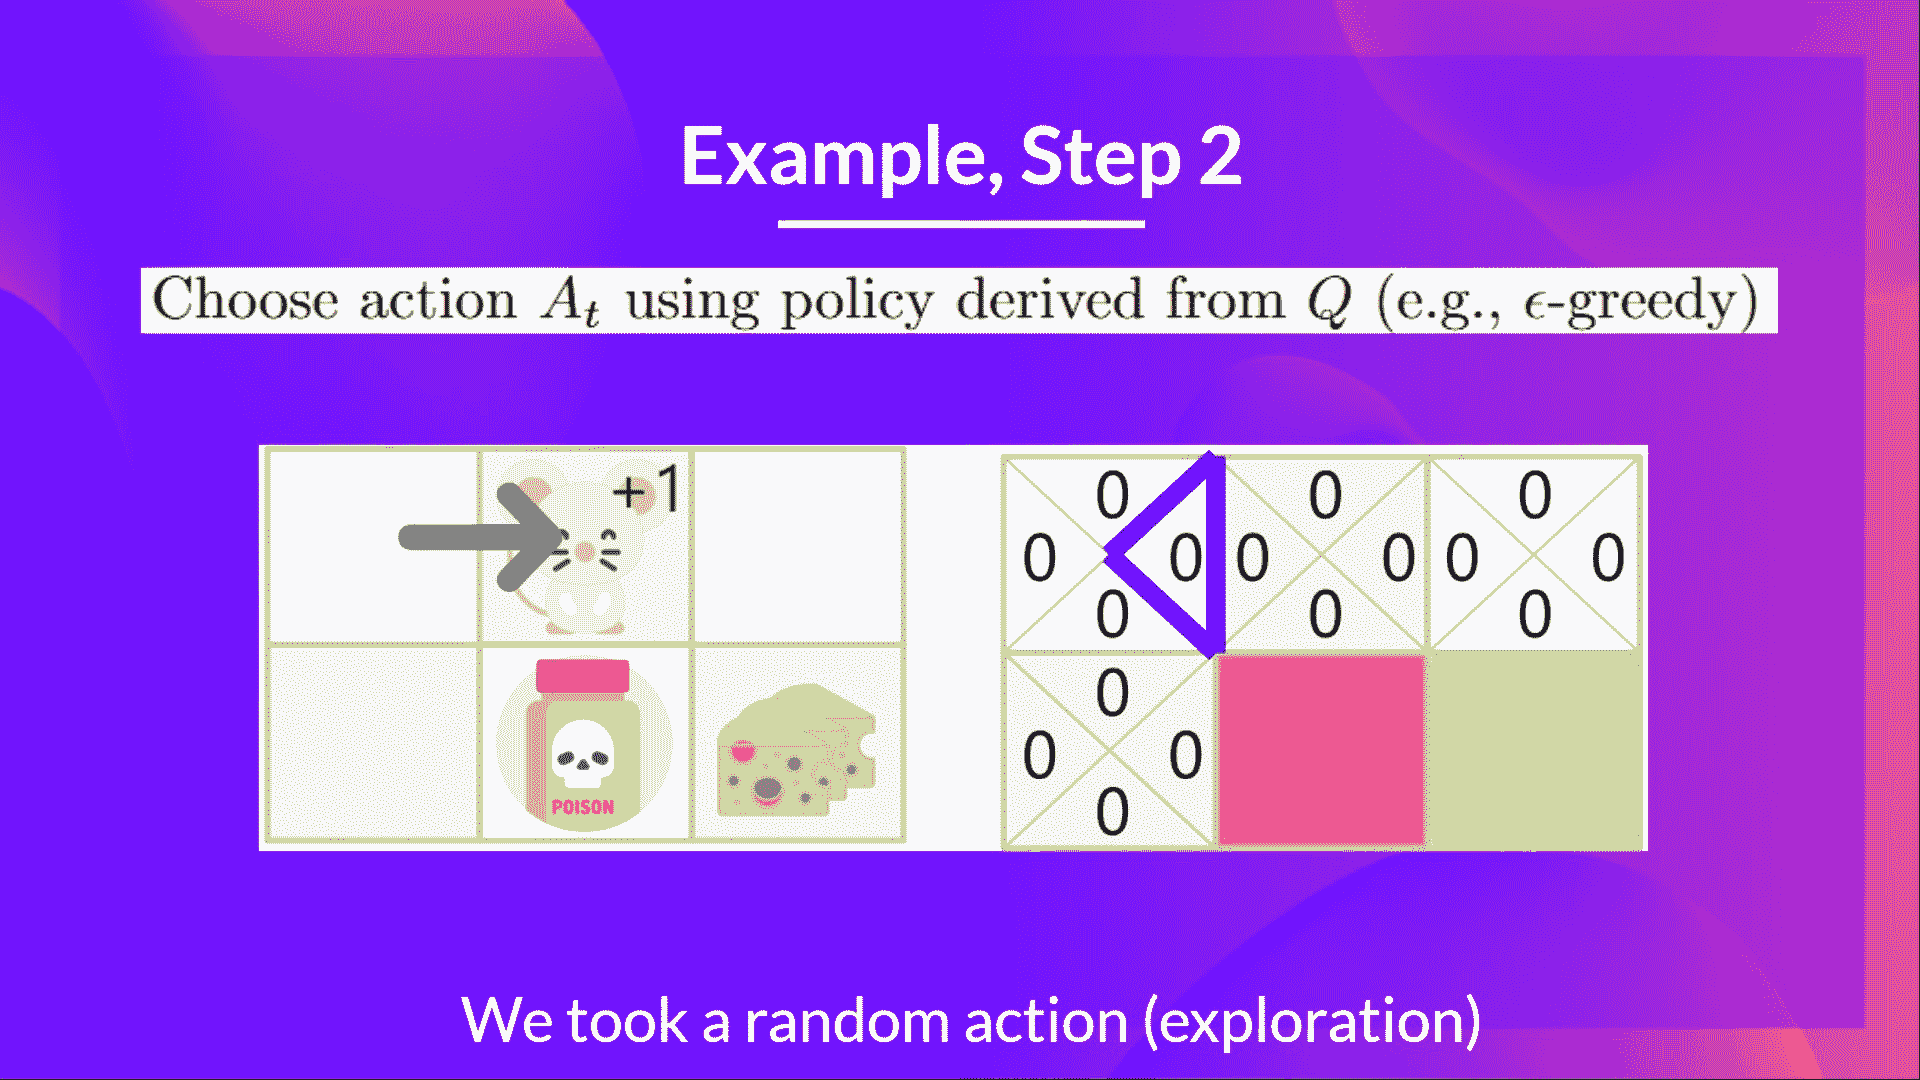 Example, Step 2
Choose action A_t using policy derived from Q (e.g., ϵ-greedy)
+1
0 0 0
0 0 0 0 0 0
0 0 0
0
0 0
0
POISON
We took a random action (exploration)